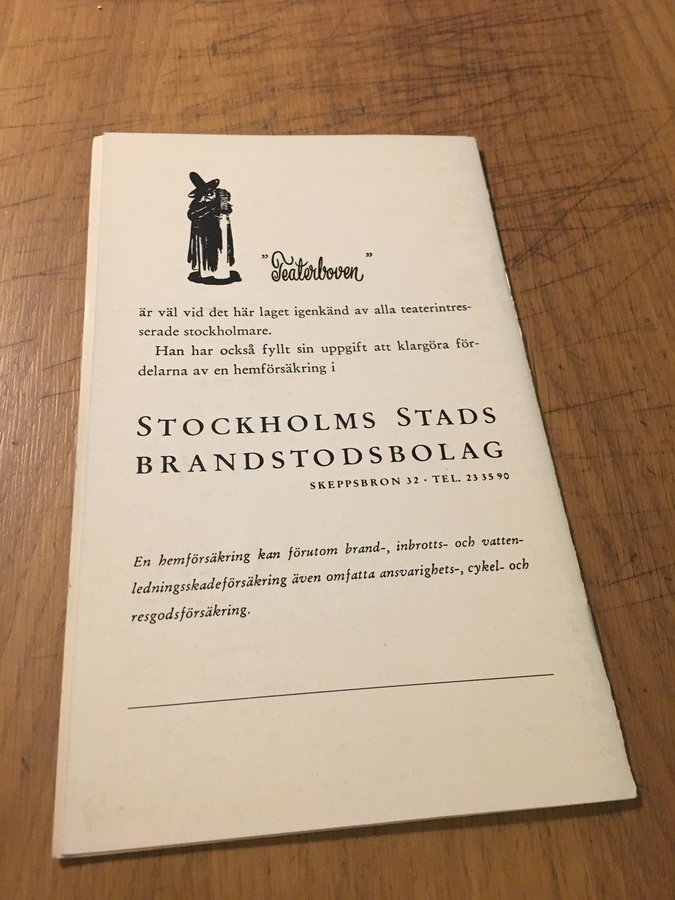 "Teaterboven"
är väl vid det här laget igenkänd av alla teaterintres-
serade stockholmare.
Han har också fyllt sin uppgift att klargöra för-
delarna av en hemförsäkring i
STOCKHOLMS STADS
BRANDSTODSBOLAG
SKEPPSBRON 32 · TEL. 23 35 90
En hemförsäkring kan förutom brand-, inbrotts- och vatten-
ledningsskadeförsäkring även omfatta ansvarighets-, cykel- och
resgodsförsäkring.